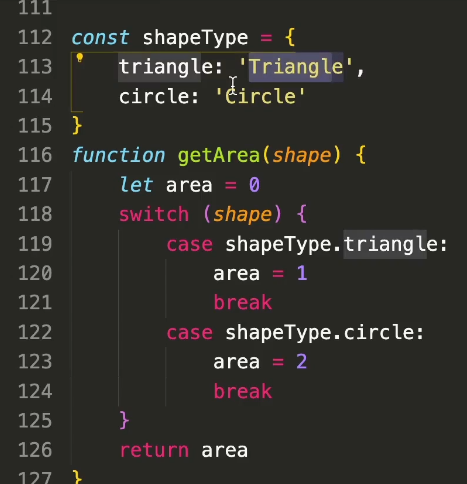 111
112 const shapeType = {
113     triangle: 'Triangle',
114     circle: 'Circle'
115 }
116 function getArea(shape) {
117     let area = 0
118     switch (shape) {
119         case shapeType.triangle:
120             area = 1
121             break
122         case shapeType.circle:
123             area = 2
124             break
125     }
126     return area
127 }